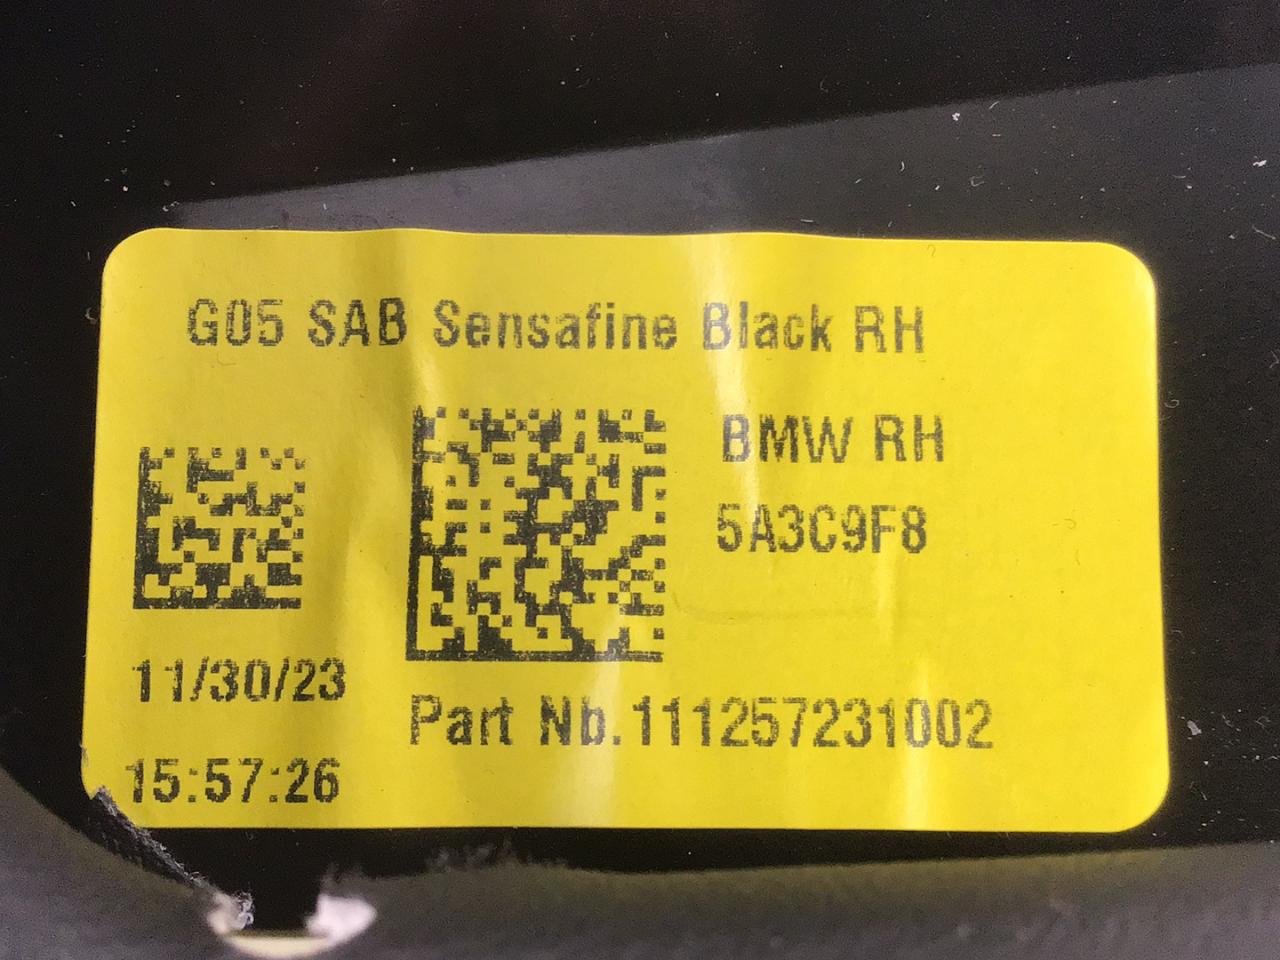 G05 SAB Sensafine Black RH
BMW RH
5A3C9F8
11/30/23
Part Nb.111257231002
15:57:26